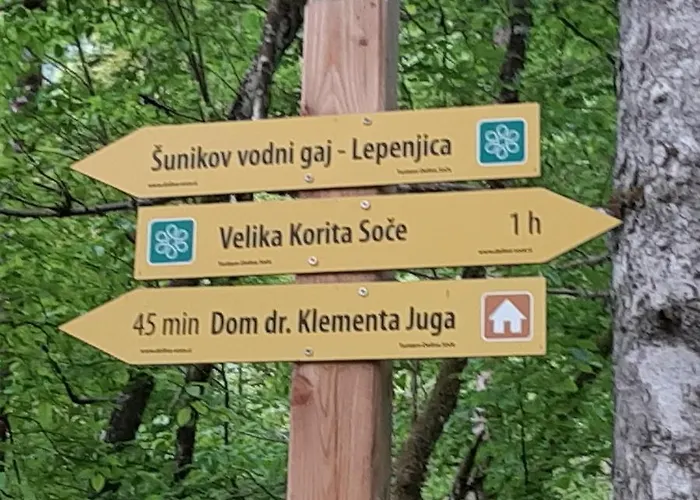 Šunikov vodni gaj - Lepenjica
Velika Korita Soče 1 h
45 min Dom dr. Klementa Juga